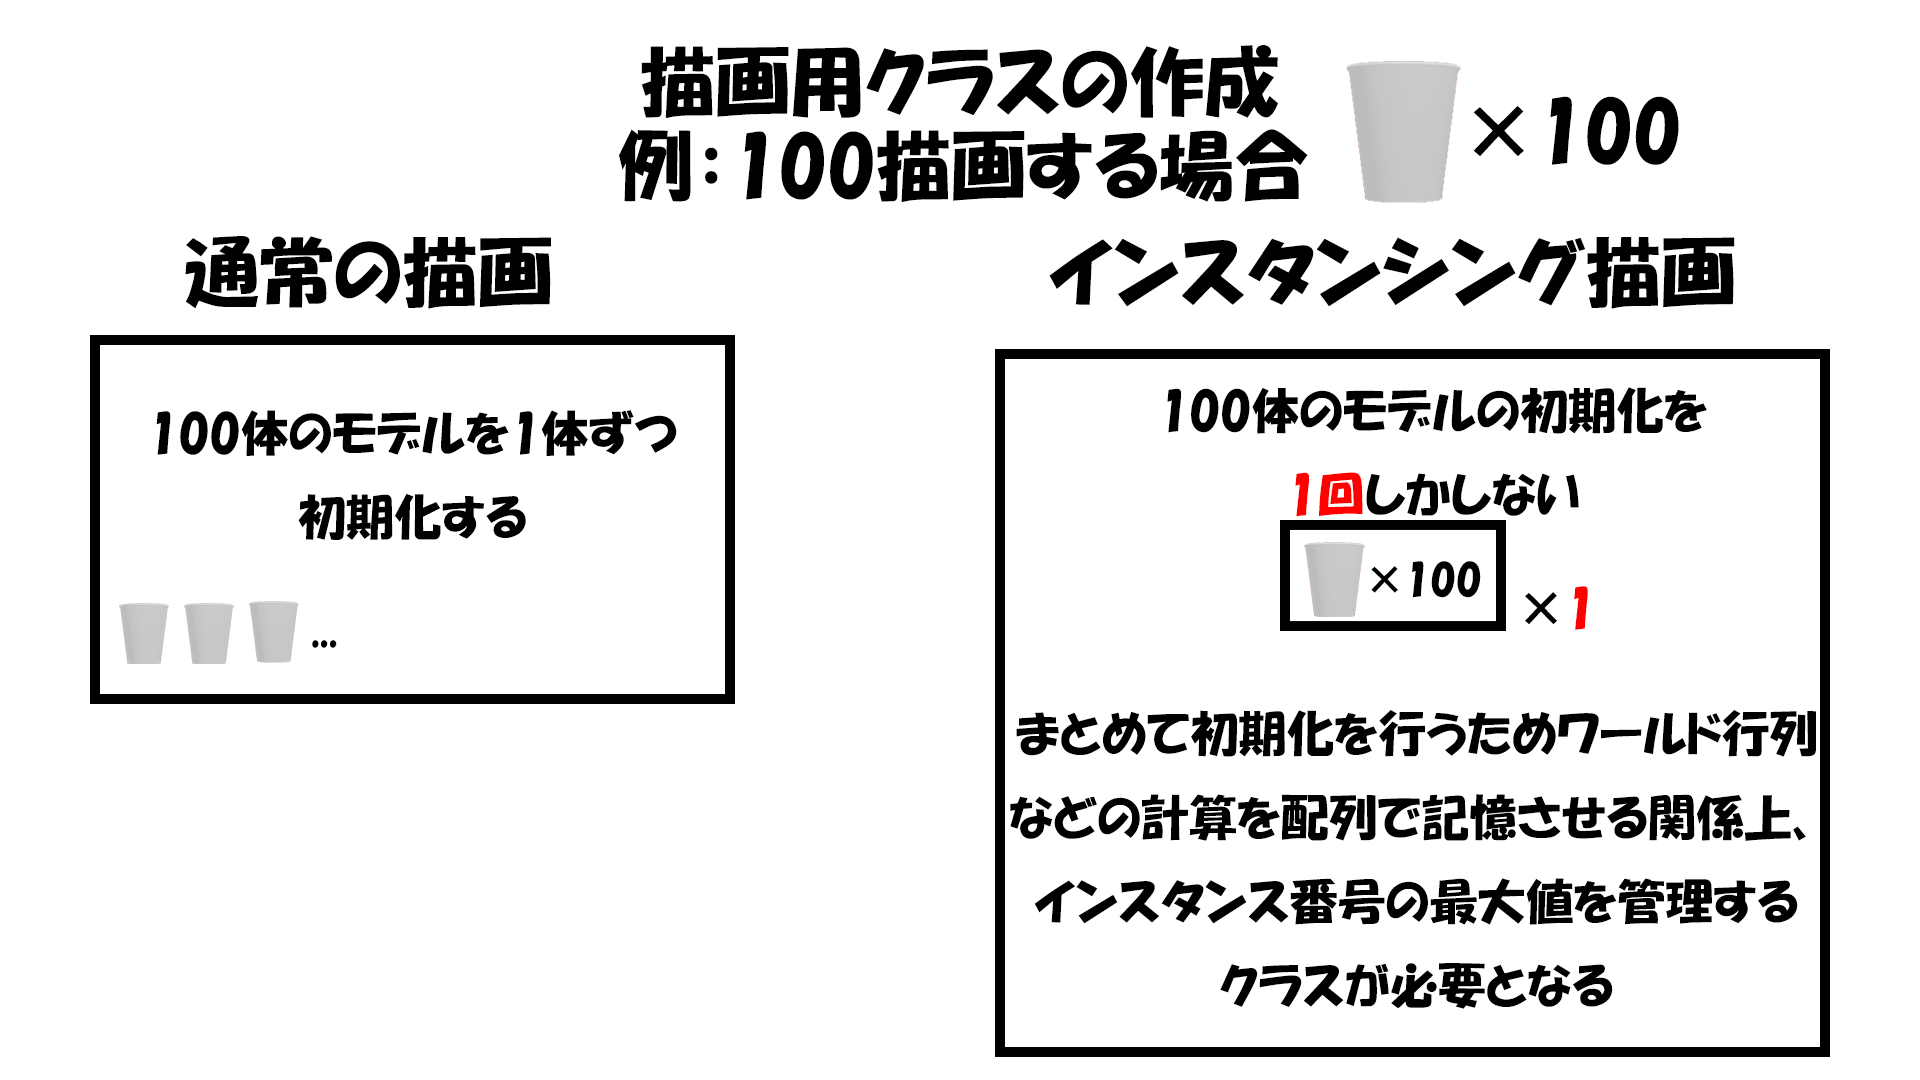 描画用クラスの作成
例：100描画する場合
×100
通常の描画
100体のモデルを1体ずつ
初期化する
…
インスタンシング描画
100体のモデルの初期化を
1回しかしない
×100
×1
まとめて初期化を行うためワールド行列
などの計算を配列で記憶させる関係上、
インスタンス番号の最大値を管理する
クラスが必要となる